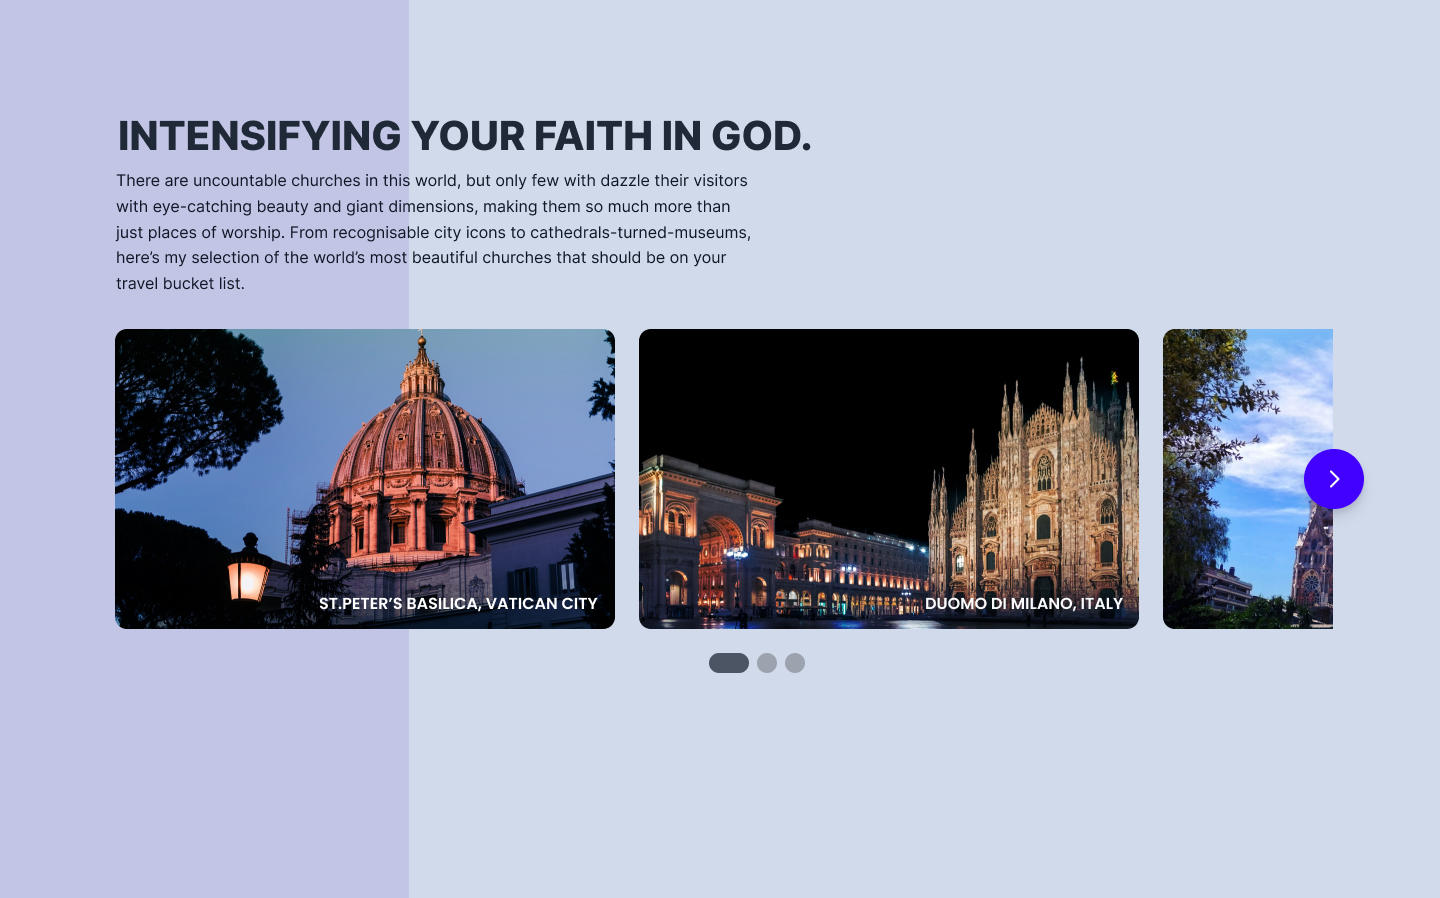 INTENSIFYING YOUR FAITH IN GOD.
There are uncountable churches in this world, but only few with dazzle their visitors
with eye-catching beauty and giant dimensions, making them so much more than
just places of worship. From recognisable city icons to cathedrals-turned-museums,
here’s my selection of the world’s most beautiful churches that should be on your
travel bucket list.
ST.PETER’S BASILICA, VATICAN CITY
DUOMO DI MILANO, ITALY